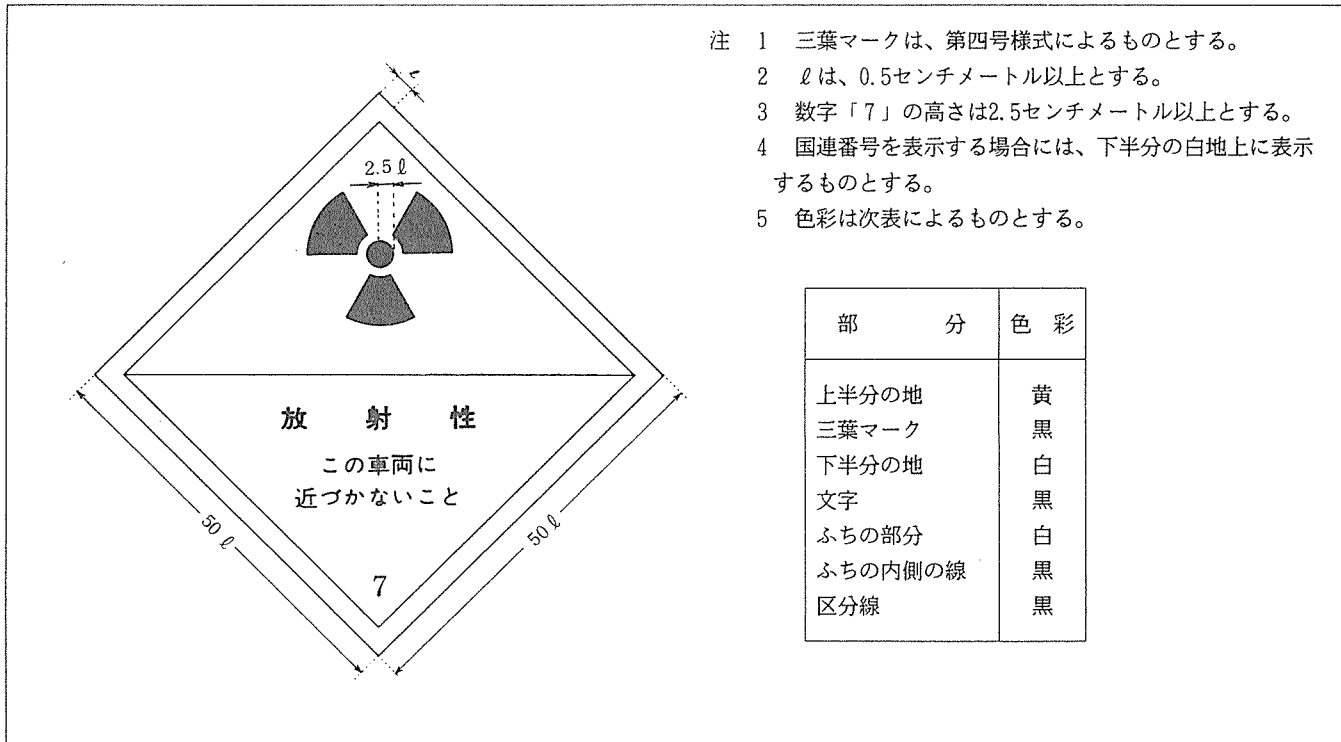 注 1 三葉マークは、第四号様式によるものとする。
2 ℓは、0.5センチメートル以上とする。
3 数字「7」の高さは2.5センチメートル以上とする。
4 国連番号を表示する場合には、下半分の白地上に表示
するものとする。
5 色彩は次表によるものとする。
ℓ
2.5ℓ
放射性
この車両に
近づかないこと
50ℓ
50ℓ
7
部分 色彩
上半分の地 黄
三葉マーク 黒
下半分の地 白
文字 黒
ふちの部分 白
ふちの内側の線 黒
区分線 黒